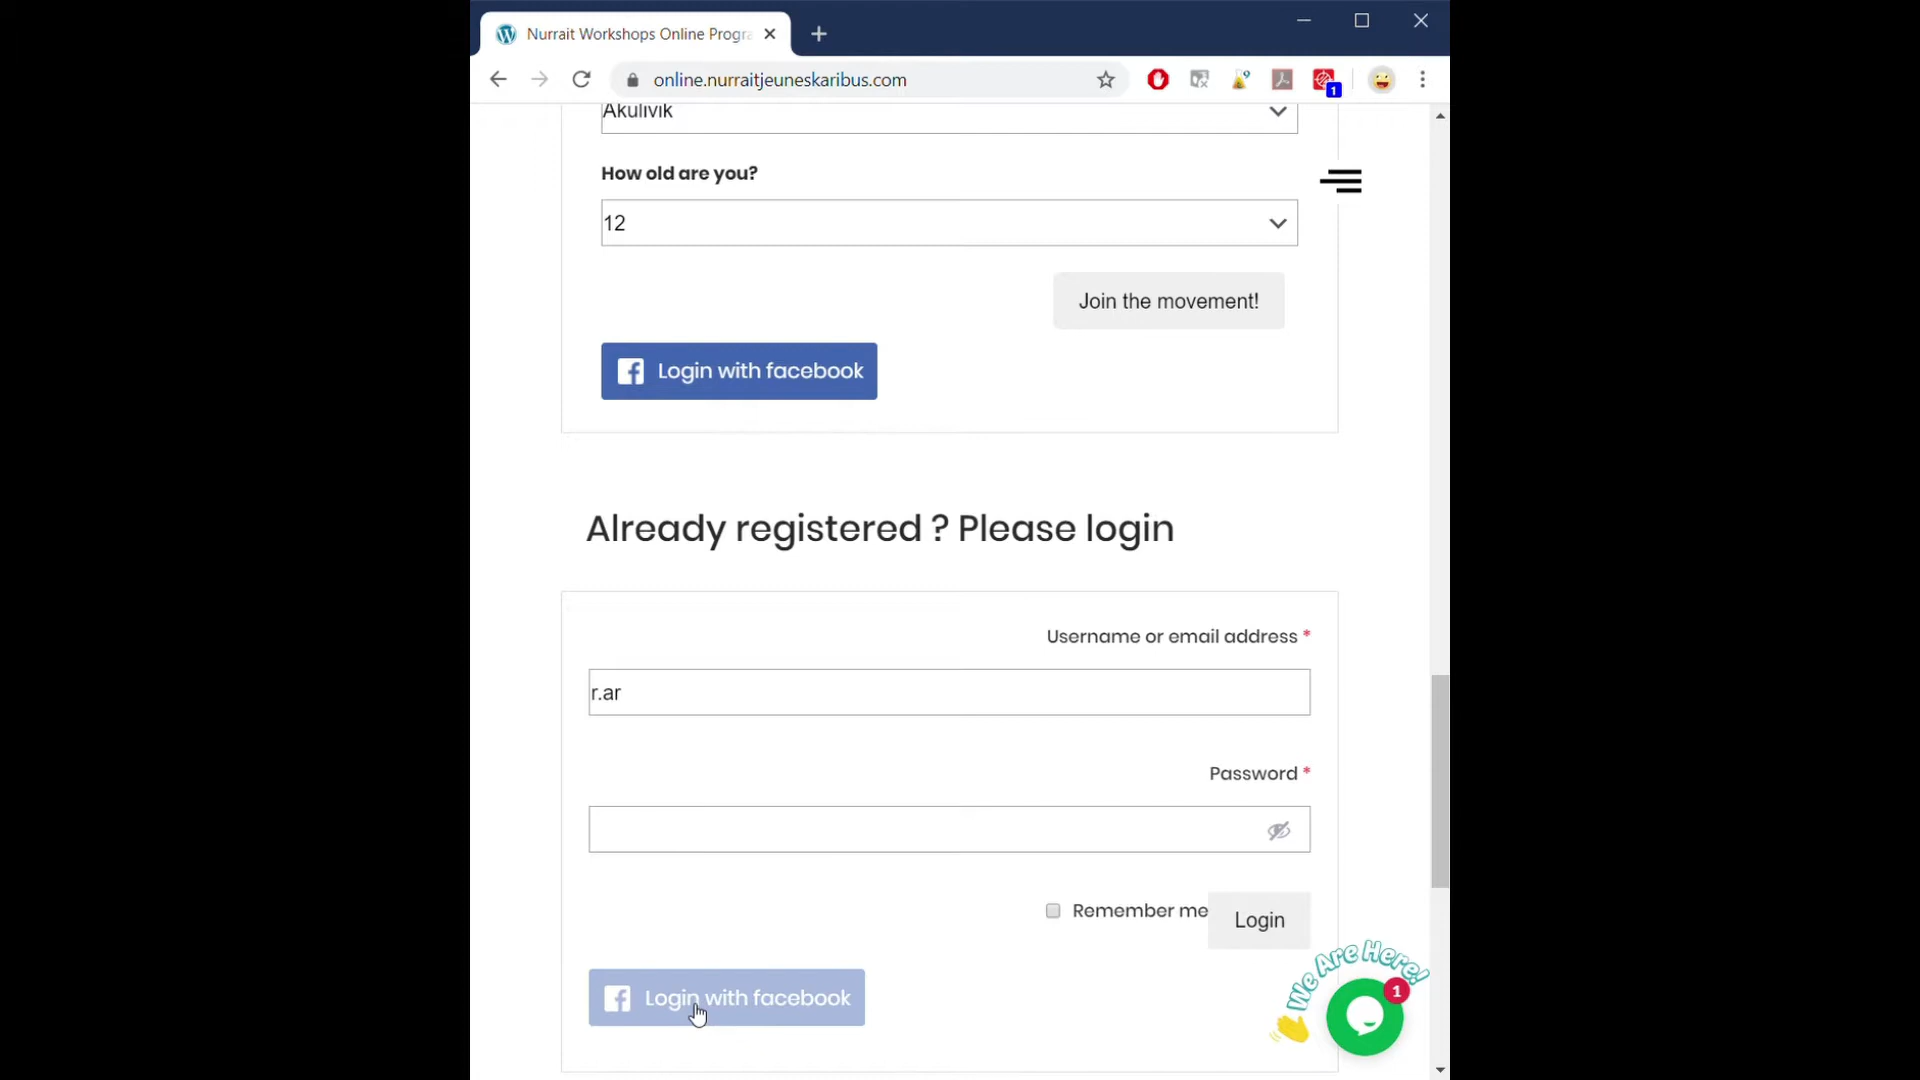 Nurrait Workshops Online Progra
online.nurraitjeuneskaribus.com
1
Akulivik
How old are you?
12
Join the movement!
Login with facebook
Already registered ? Please login
Username or email address *
r.ar
Password *
Remember me
Login
Login with facebook
We Are Here!
1